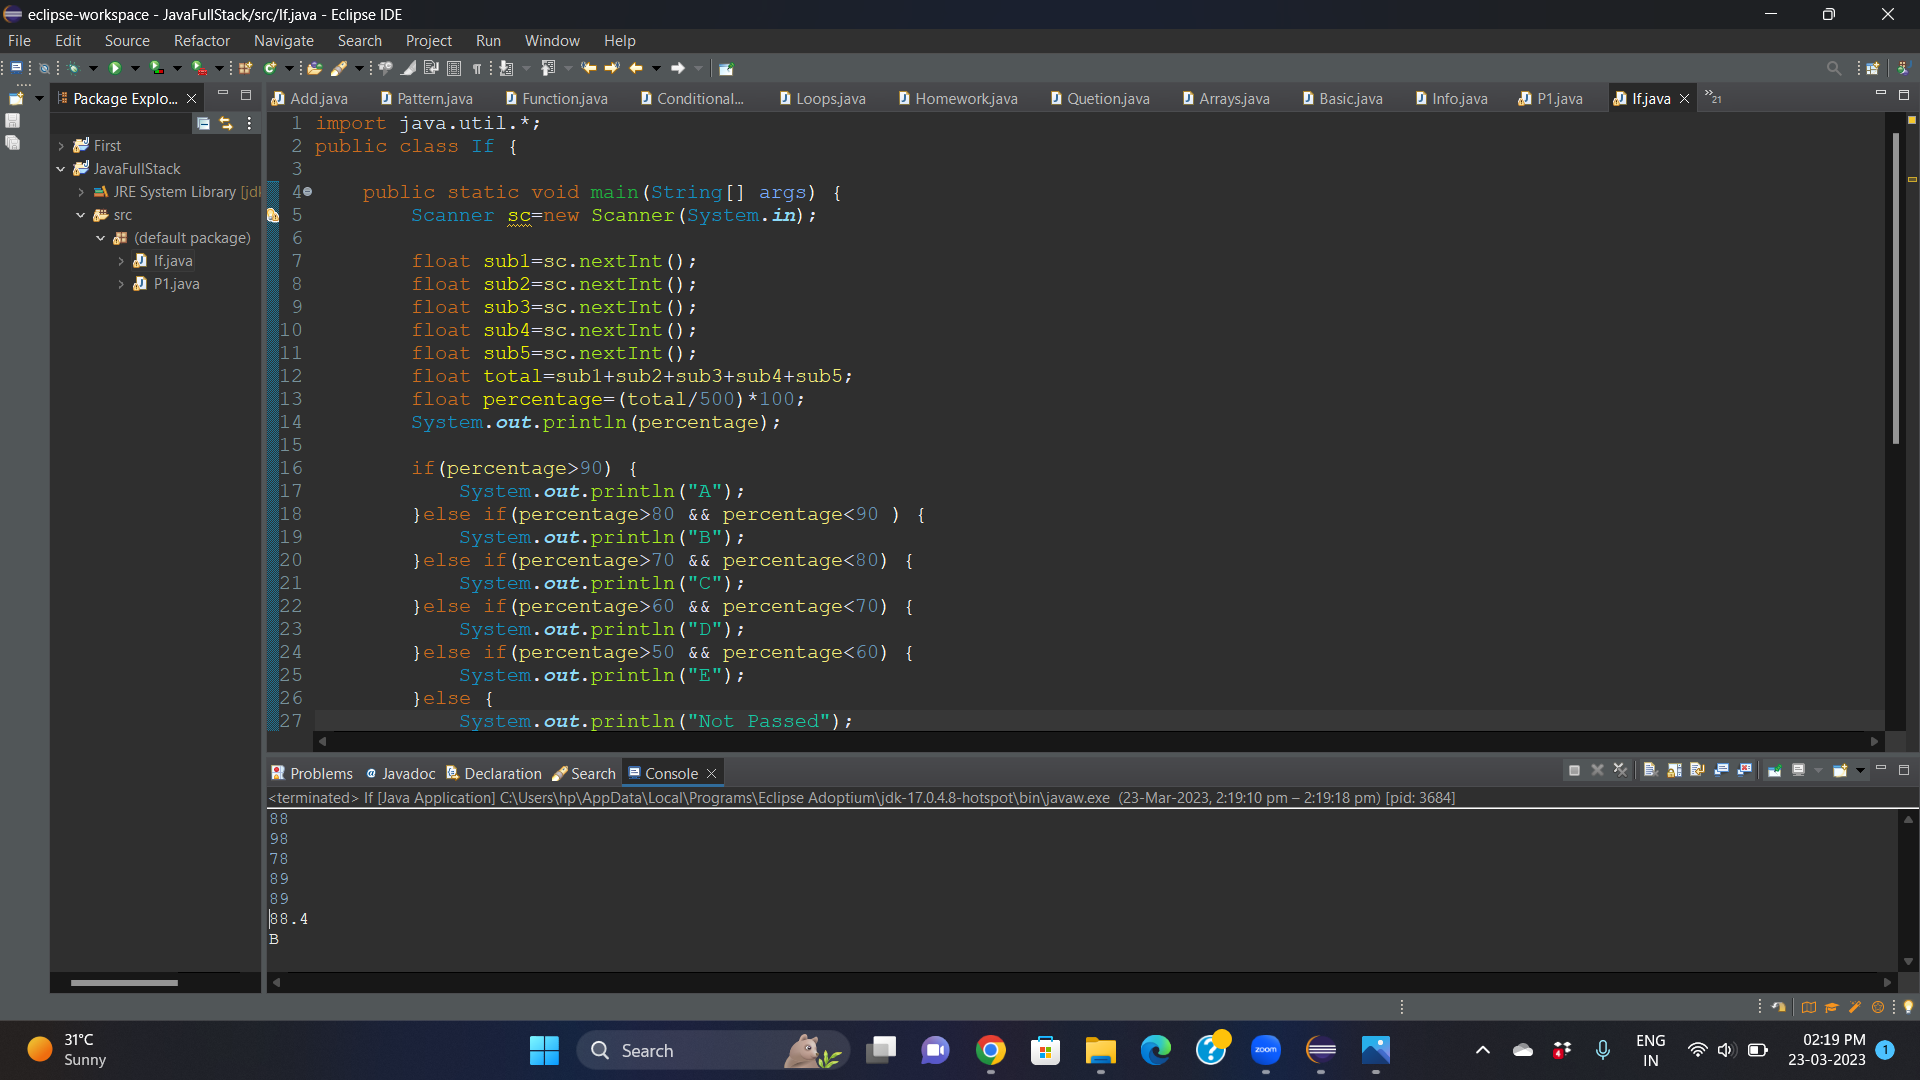 eclipse-workspace - JavaFullStack/src/If.java - Eclipse IDE
File Edit Source Refactor Navigate Search Project Run Window Help
Package Explo...
Add.java Pattern.java Function.java Conditional... Loops.java Homework.java Quetion.java Arrays.java Basic.java Info.java P1.java If.java »21
First
JavaFullStack
JRE System Library [jdk
src
(default package)
If.java
P1.java
1 import java.util.*;
2 public class If {
3
4 public static void main(String[] args) {
5 Scanner sc=new Scanner(System.in);
6
7 float sub1=sc.nextInt();
8 float sub2=sc.nextInt();
9 float sub3=sc.nextInt();
10 float sub4=sc.nextInt();
11 float sub5=sc.nextInt();
12 float total=sub1+sub2+sub3+sub4+sub5;
13 float percentage=(total/500)*100;
14 System.out.println(percentage);
15
16 if(percentage>90) {
17 System.out.println("A");
18 }else if(percentage>80 && percentage<90 ) {
19 System.out.println("B");
20 }else if(percentage>70 && percentage<80) {
21 System.out.println("C");
22 }else if(percentage>60 && percentage<70) {
23 System.out.println("D");
24 }else if(percentage>50 && percentage<60) {
25 System.out.println("E");
26 }else {
27 System.out.println("Not Passed");
Problems Javadoc Declaration Search Console
<terminated> If [Java Application] C:\Users\hp\AppData\Local\Programs\Eclipse Adoptium\jdk-17.0.4.8-hotspot\bin\javaw.exe (23-Mar-2023, 2:19:10 pm – 2:19:18 pm) [pid: 3684]
88
98
78
89
89
88.4
B
31°C
Sunny
Search
zoom
4
ENG
IN
02:19 PM
23-03-2023
1